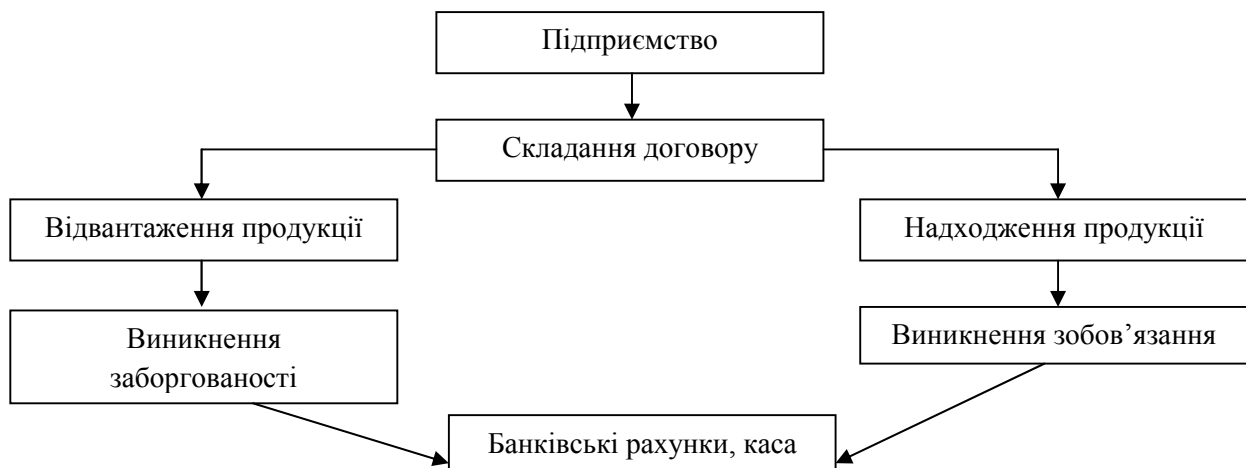 Підприємство
Складання договору
Відвантаження продукції
Надходження продукції
Виникнення
заборгованості
Виникнення зобов’язання
Банківські рахунки, каса